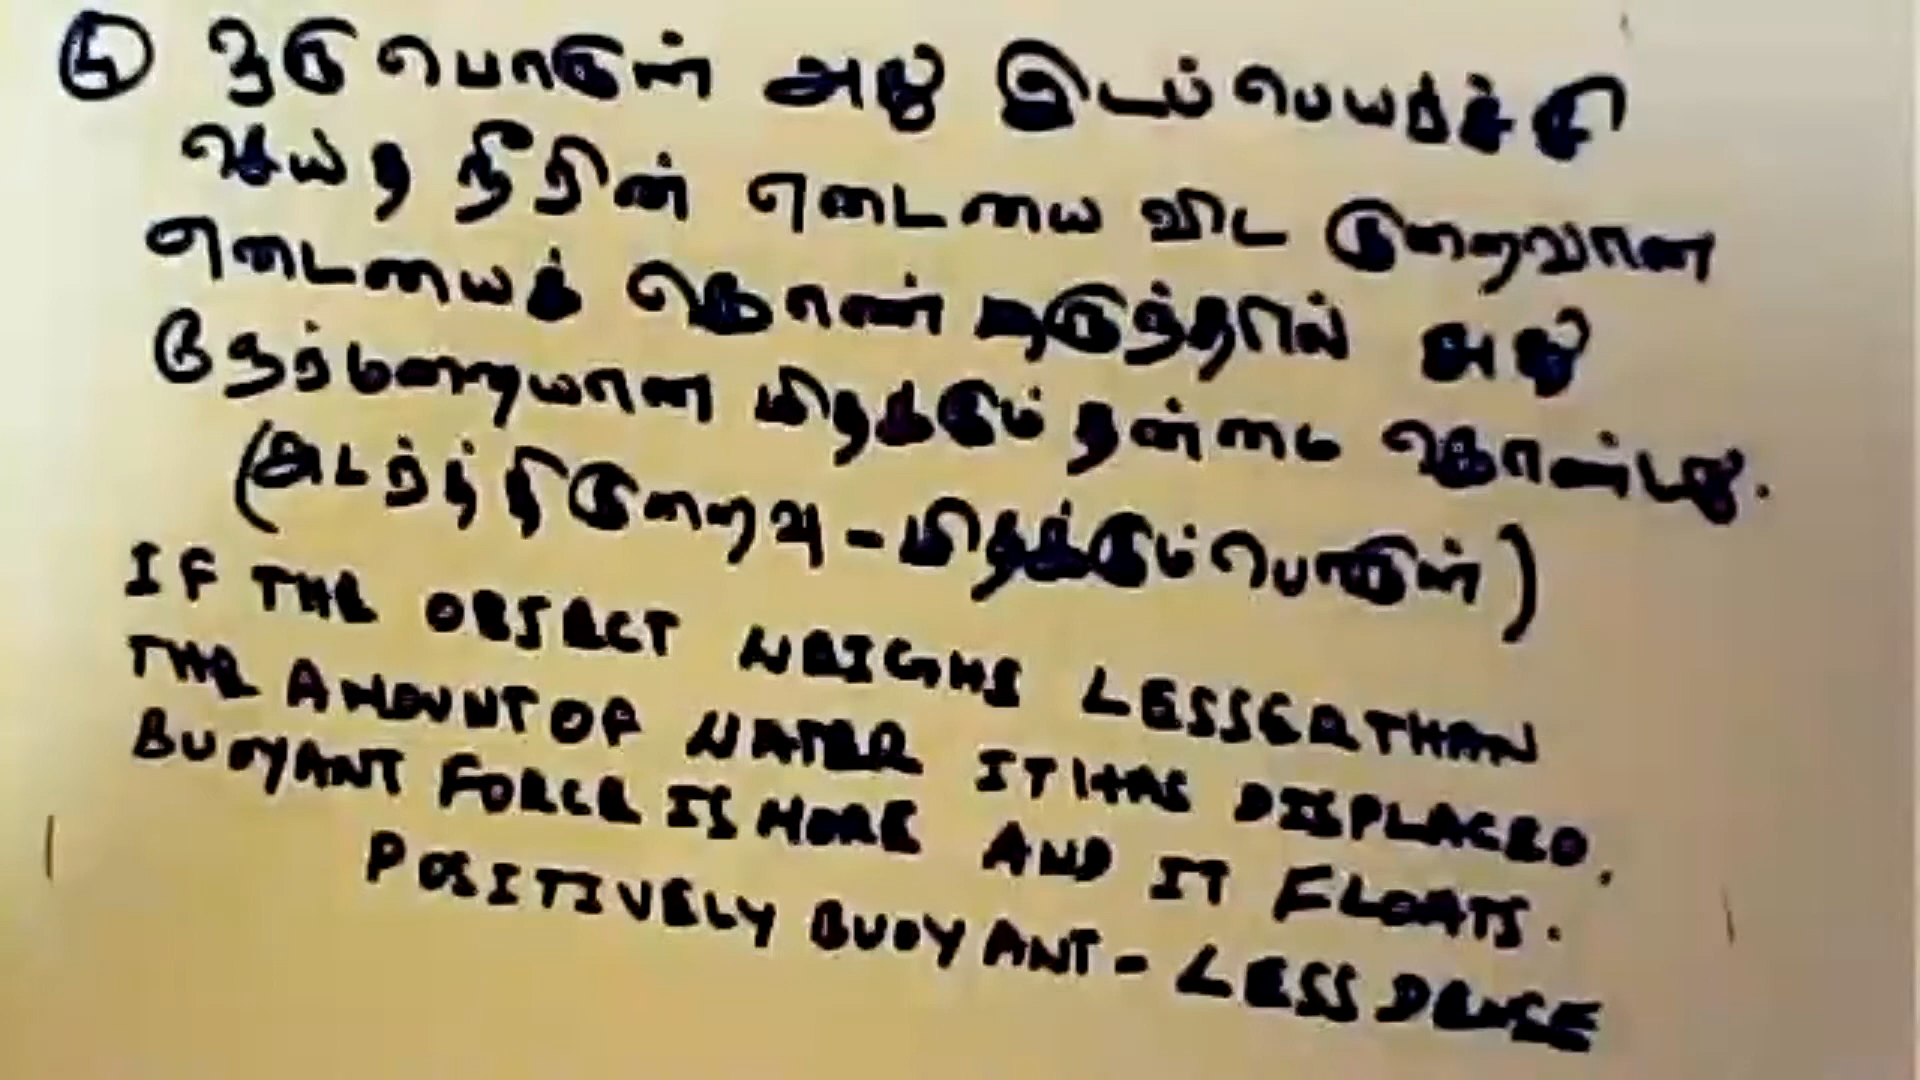 5 ஒரு பொருள் அது இடப்பெயர்ச்சி
செய்த நீரின் எடையை விட குறைவான
எடையைக் கொண்டிருந்தால் அது
நேர்மறையான மிதக்கும் தன்மை கொண்டது.
(அடர்த்தி குறைவு - மிதக்கும் பொருள்)
IF THE OBJECT WEIGHS LESSER THAN
THE AMOUNT OF WATER IT HAS DISPLACED.
BUOYANT FORCE IS MORE AND IT FLOATS.
POSITIVELY BUOYANT - LESS DENSE